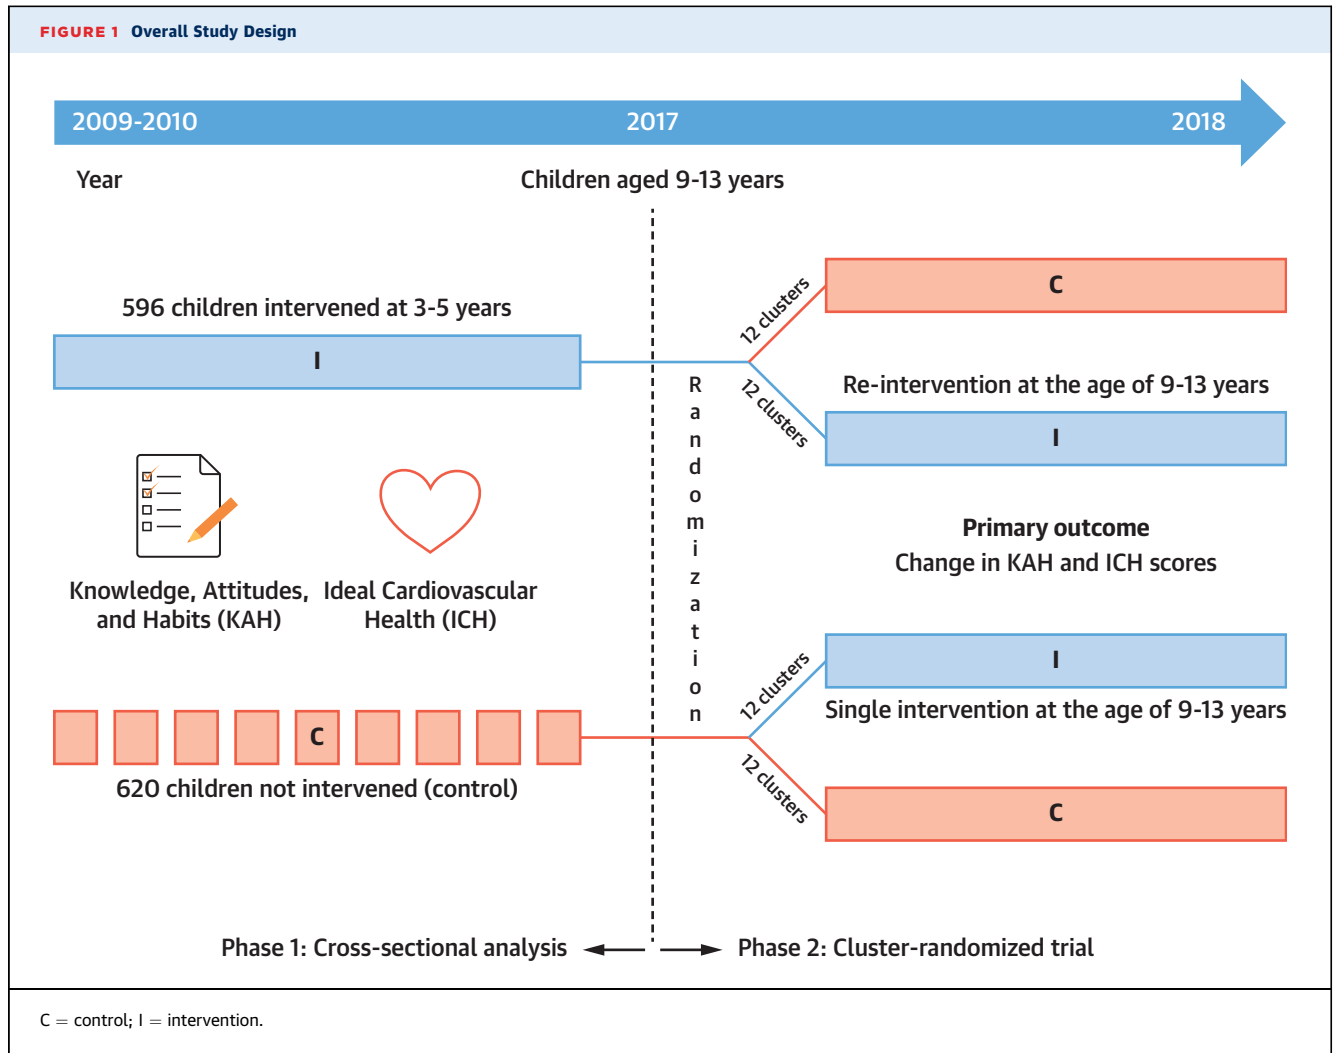 FIGURE 1 Overall Study Design
2009-2010 2017 2018
Year Children aged 9-13 years
596 children intervened at 3-5 years
I
12 clusters
C
12 clusters
Re-intervention at the age of 9-13 years
I
Randomization
Knowledge, Attitudes,
and Habits (KAH)
Ideal Cardiovascular
Health (ICH)
Primary outcome
Change in KAH and ICH scores
C
620 children not intervened (control)
12 clusters
I
Single intervention at the age of 9-13 years
12 clusters
C
Phase 1: Cross-sectional analysis Phase 2: Cluster-randomized trial
C = control; I = intervention.